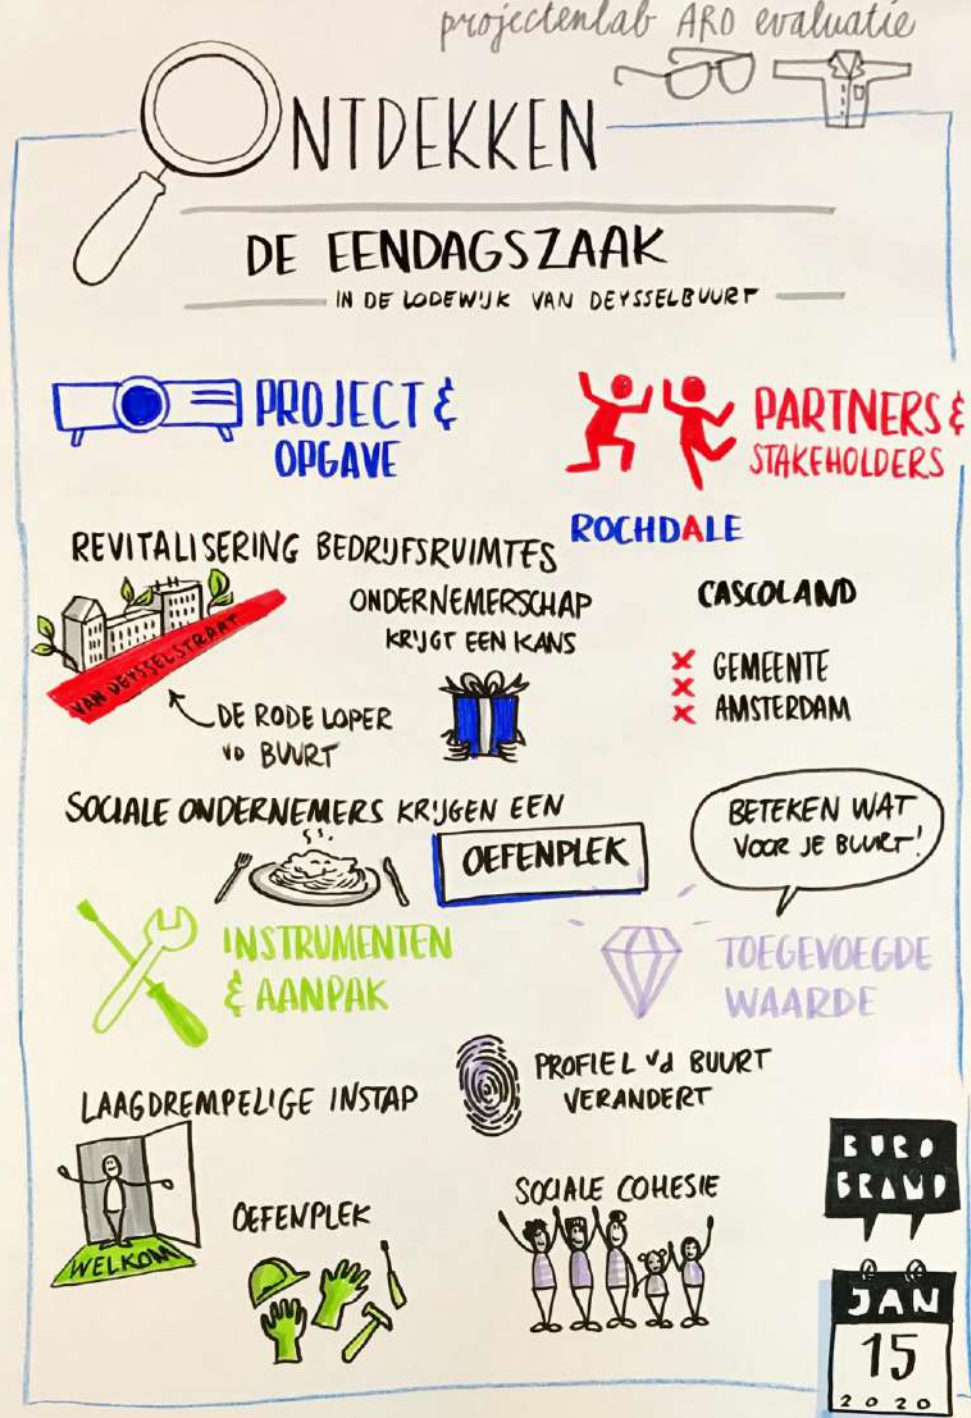 projectenlab ARO evaluatie
ONTDEKKEN
DE EENDAGSZAAK
IN DE LODEWIJK VAN DEYSSELBUURT
PROJECT &
OPGAVE
PARTNERS &
STAKEHOLDERS
REVITALISERING BEDRIJFSRUIMTES
VAN DEYSSELSTRAAT
DE RODE LOPER
vd BUURT
ONDERNEMERSCHAP
KRIJGT EEN KANS
ROCHDALE
CASCOLAND
XXX
GEMEENTE
AMSTERDAM
SOCIALE ONDERNEMERS KRIJGEN EEN
OEFENPLEK
BETEKEN WAT
VOOR JE BUURT!
INSTRUMENTEN
& AANPAK
TOEGEVOEGDE
WAARDE
LAAGDREMPELIGE INSTAP
WELKOM
OEFENPLEK
PROFIEL vd BUURT
VERANDERT
SOCIALE COHESIE
BURO
BRAND
JAN
15
2020